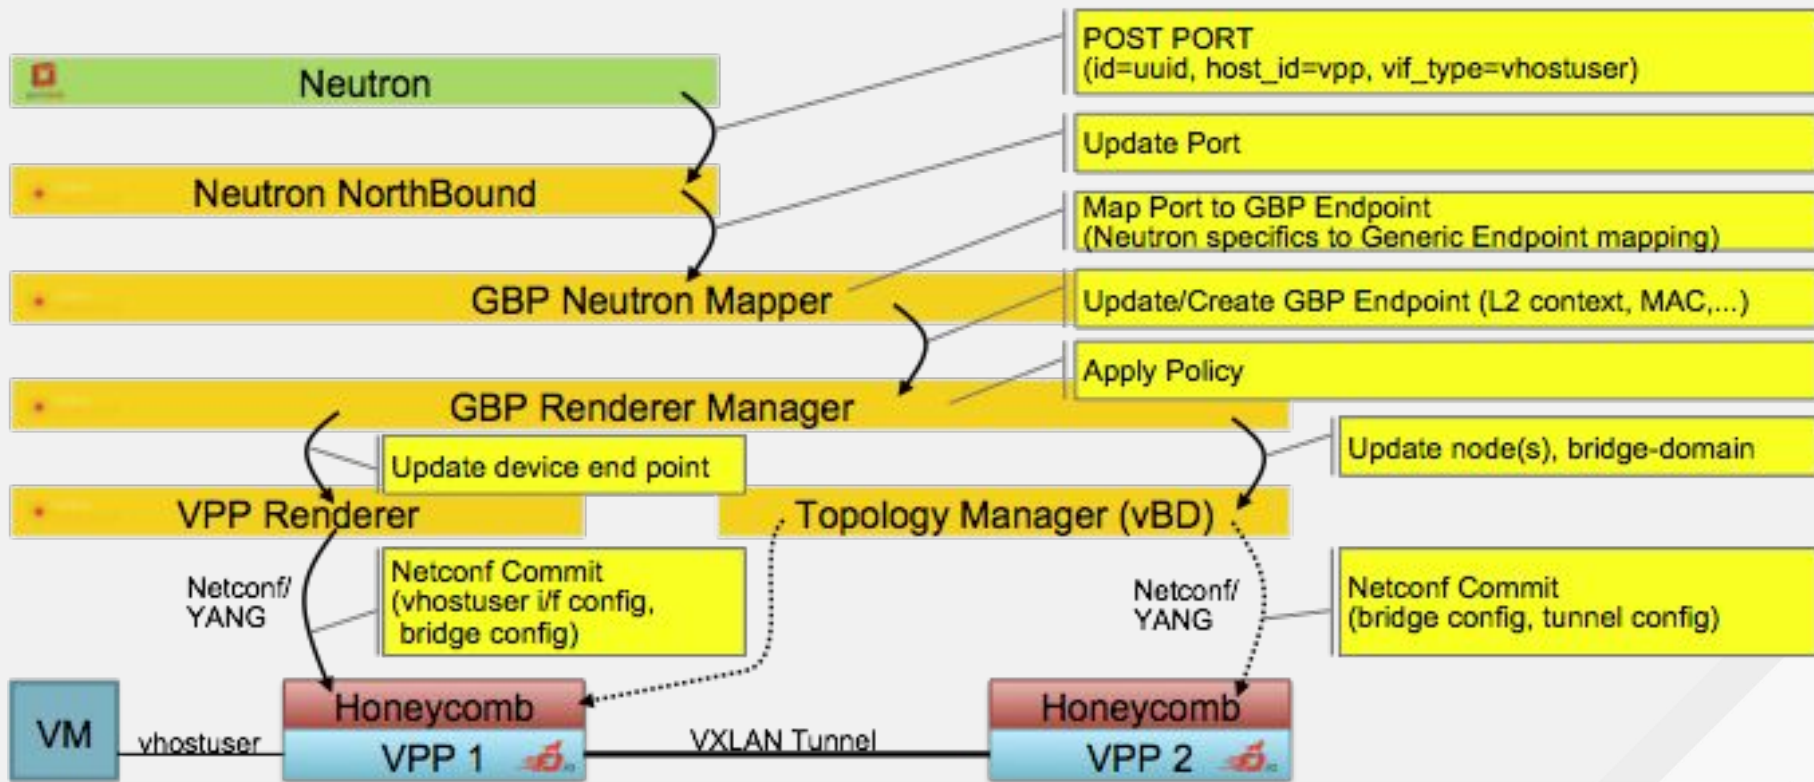 POST PORT
(id=uuid, host_id=vpp, vif_type=vhostuser)
Neutron
Update Port
Neutron NorthBound
Map Port to GBP Endpoint
(Neutron specifics to Generic Endpoint mapping)
GBP Neutron Mapper
Update/Create GBP Endpoint (L2 context, MAC,...)
Apply Policy
GBP Renderer Manager
Update device end point
Update node(s), bridge-domain
VPP Renderer
Topology Manager (vBD)
Netconf/
YANG
Netconf Commit
(vhostuser i/f config,
bridge config)
Netconf/
YANG
Netconf Commit
(bridge config, tunnel config)
VM
vhostuser
Honeycomb
VPP 1
VXLAN Tunnel
Honeycomb
VPP 2